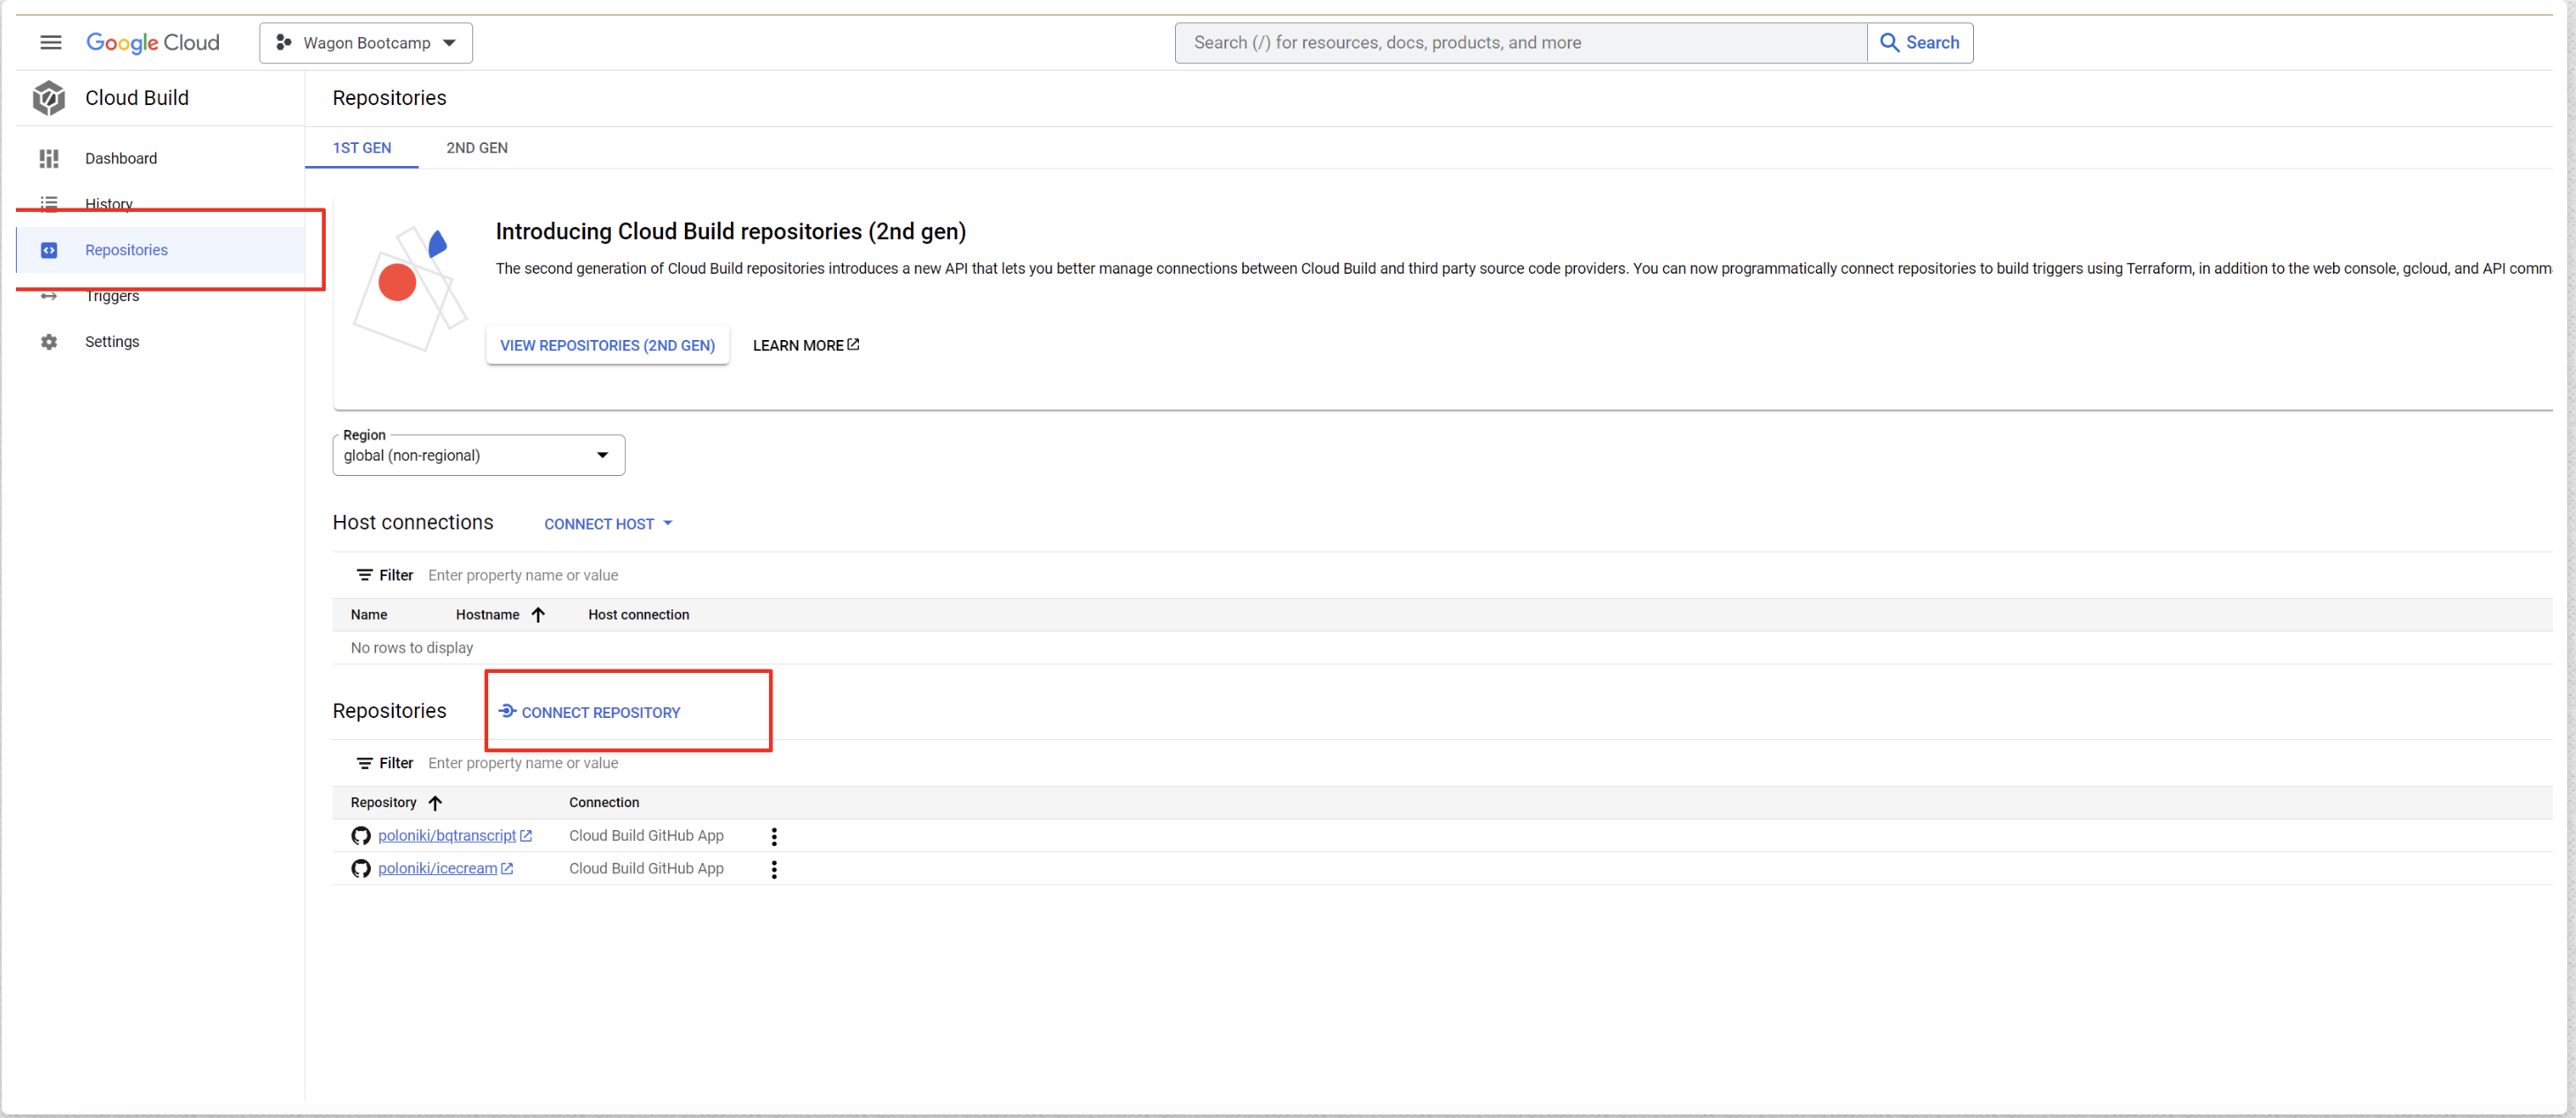 Google Cloud
Wagon Bootcamp
Search (/) for resources, docs, products, and more
Search
Cloud Build
Repositories
Dashboard
History
Repositories
Triggers
Settings
1ST GEN
2ND GEN
Introducing Cloud Build repositories (2nd gen)
The second generation of Cloud Build repositories introduces a new API that lets you better manage connections between Cloud Build and third party source code providers. You can now programmatically connect repositories to build triggers using Terraform, in addition to the web console, gcloud, and API comm
VIEW REPOSITORIES (2ND GEN)
LEARN MORE
Region
global (non-regional)
Host connections
CONNECT HOST
Filter Enter property name or value
Name Hostname Host connection
No rows to display
Repositories
CONNECT REPOSITORY
Filter Enter property name or value
Repository Connection
poloniki/bqtranscript Cloud Build GitHub App
poloniki/icecream Cloud Build GitHub App